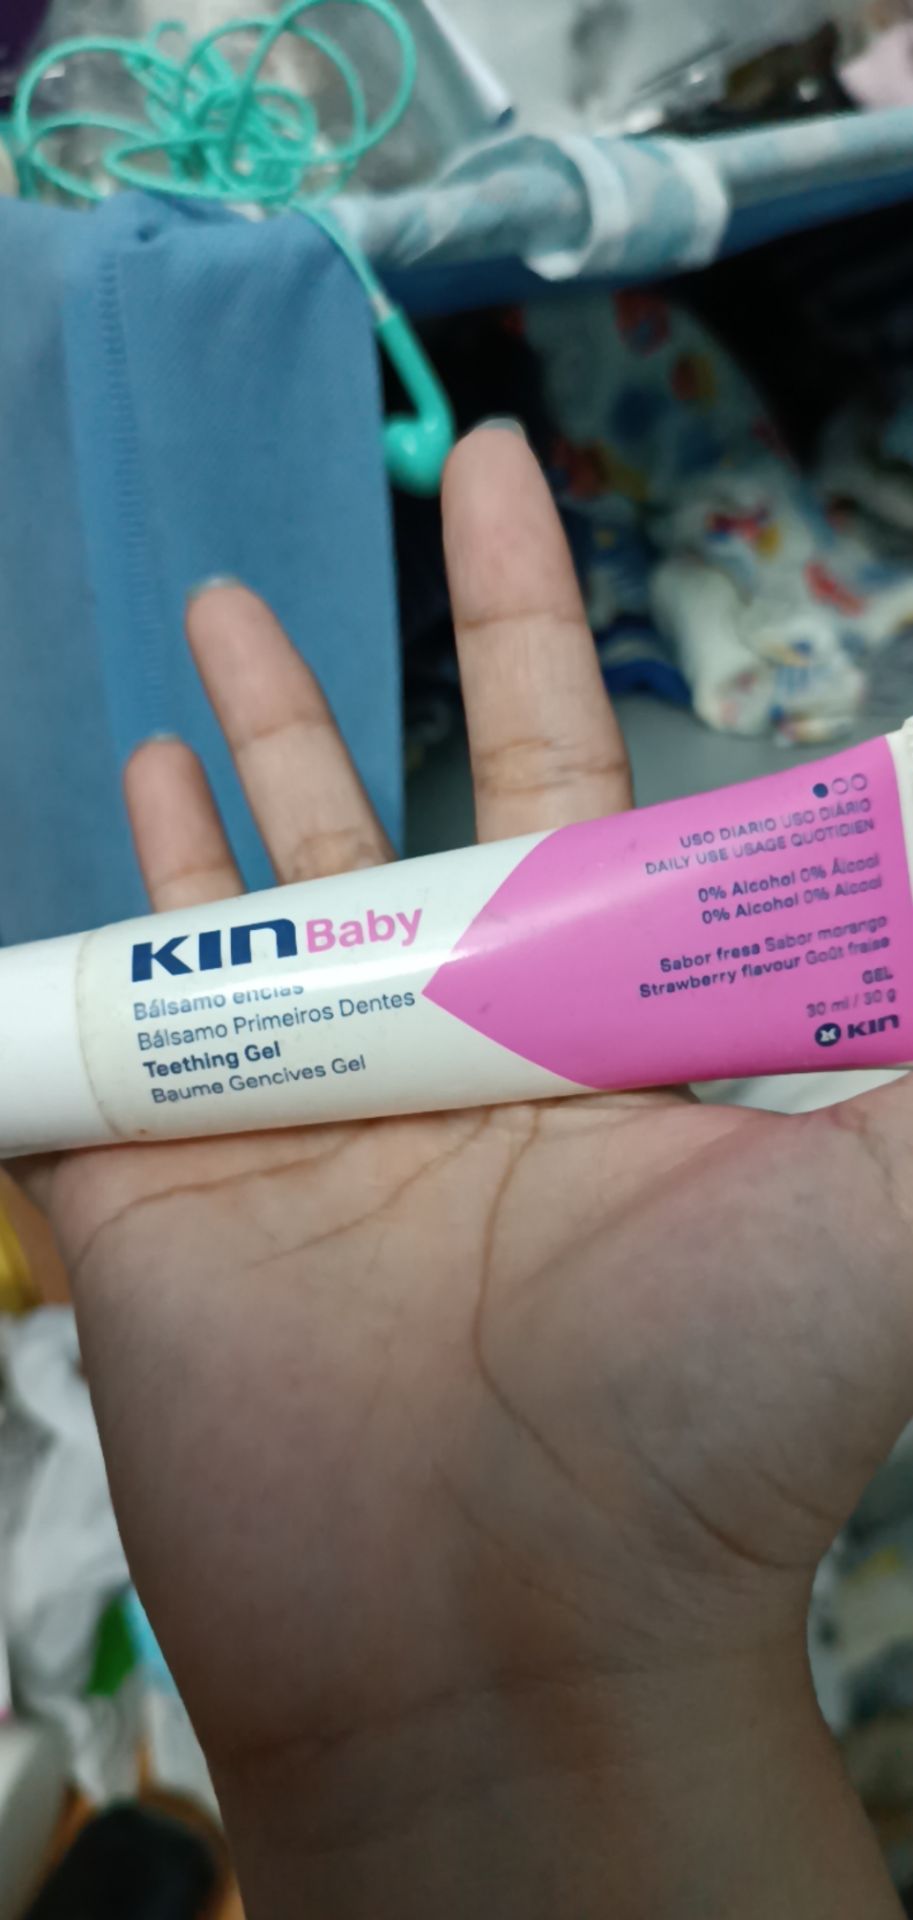 KIN Baby
Bálsamo encías
Bálsamo Primeiros Dentes
Teething Gel
Baume Gencives Gel
USO DIARIO USO DIÁRIO
DAILY USE USAGE QUOTIDIEN
0% Alcohol 0% Álcool
0% Alcohol 0% Alcool
Sabor fresa Sabor morango
Strawberry flavour Goût fraise
GEL
30 ml / 30 g
KIN